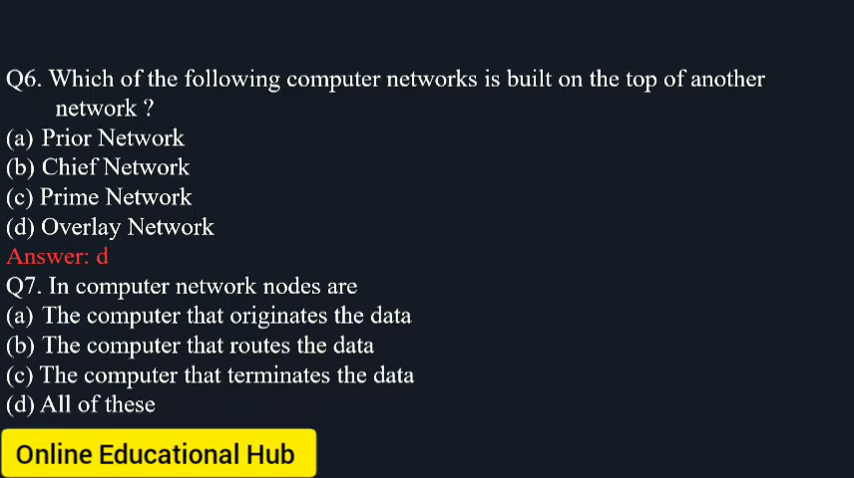 Q6. Which of the following computer networks is built on the top of another
network ?
(a) Prior Network
(b) Chief Network
(c) Prime Network
(d) Overlay Network
Answer: d
Q7. In computer network nodes are
(a) The computer that originates the data
(b) The computer that routes the data
(c) The computer that terminates the data
(d) All of these
Online Educational Hub